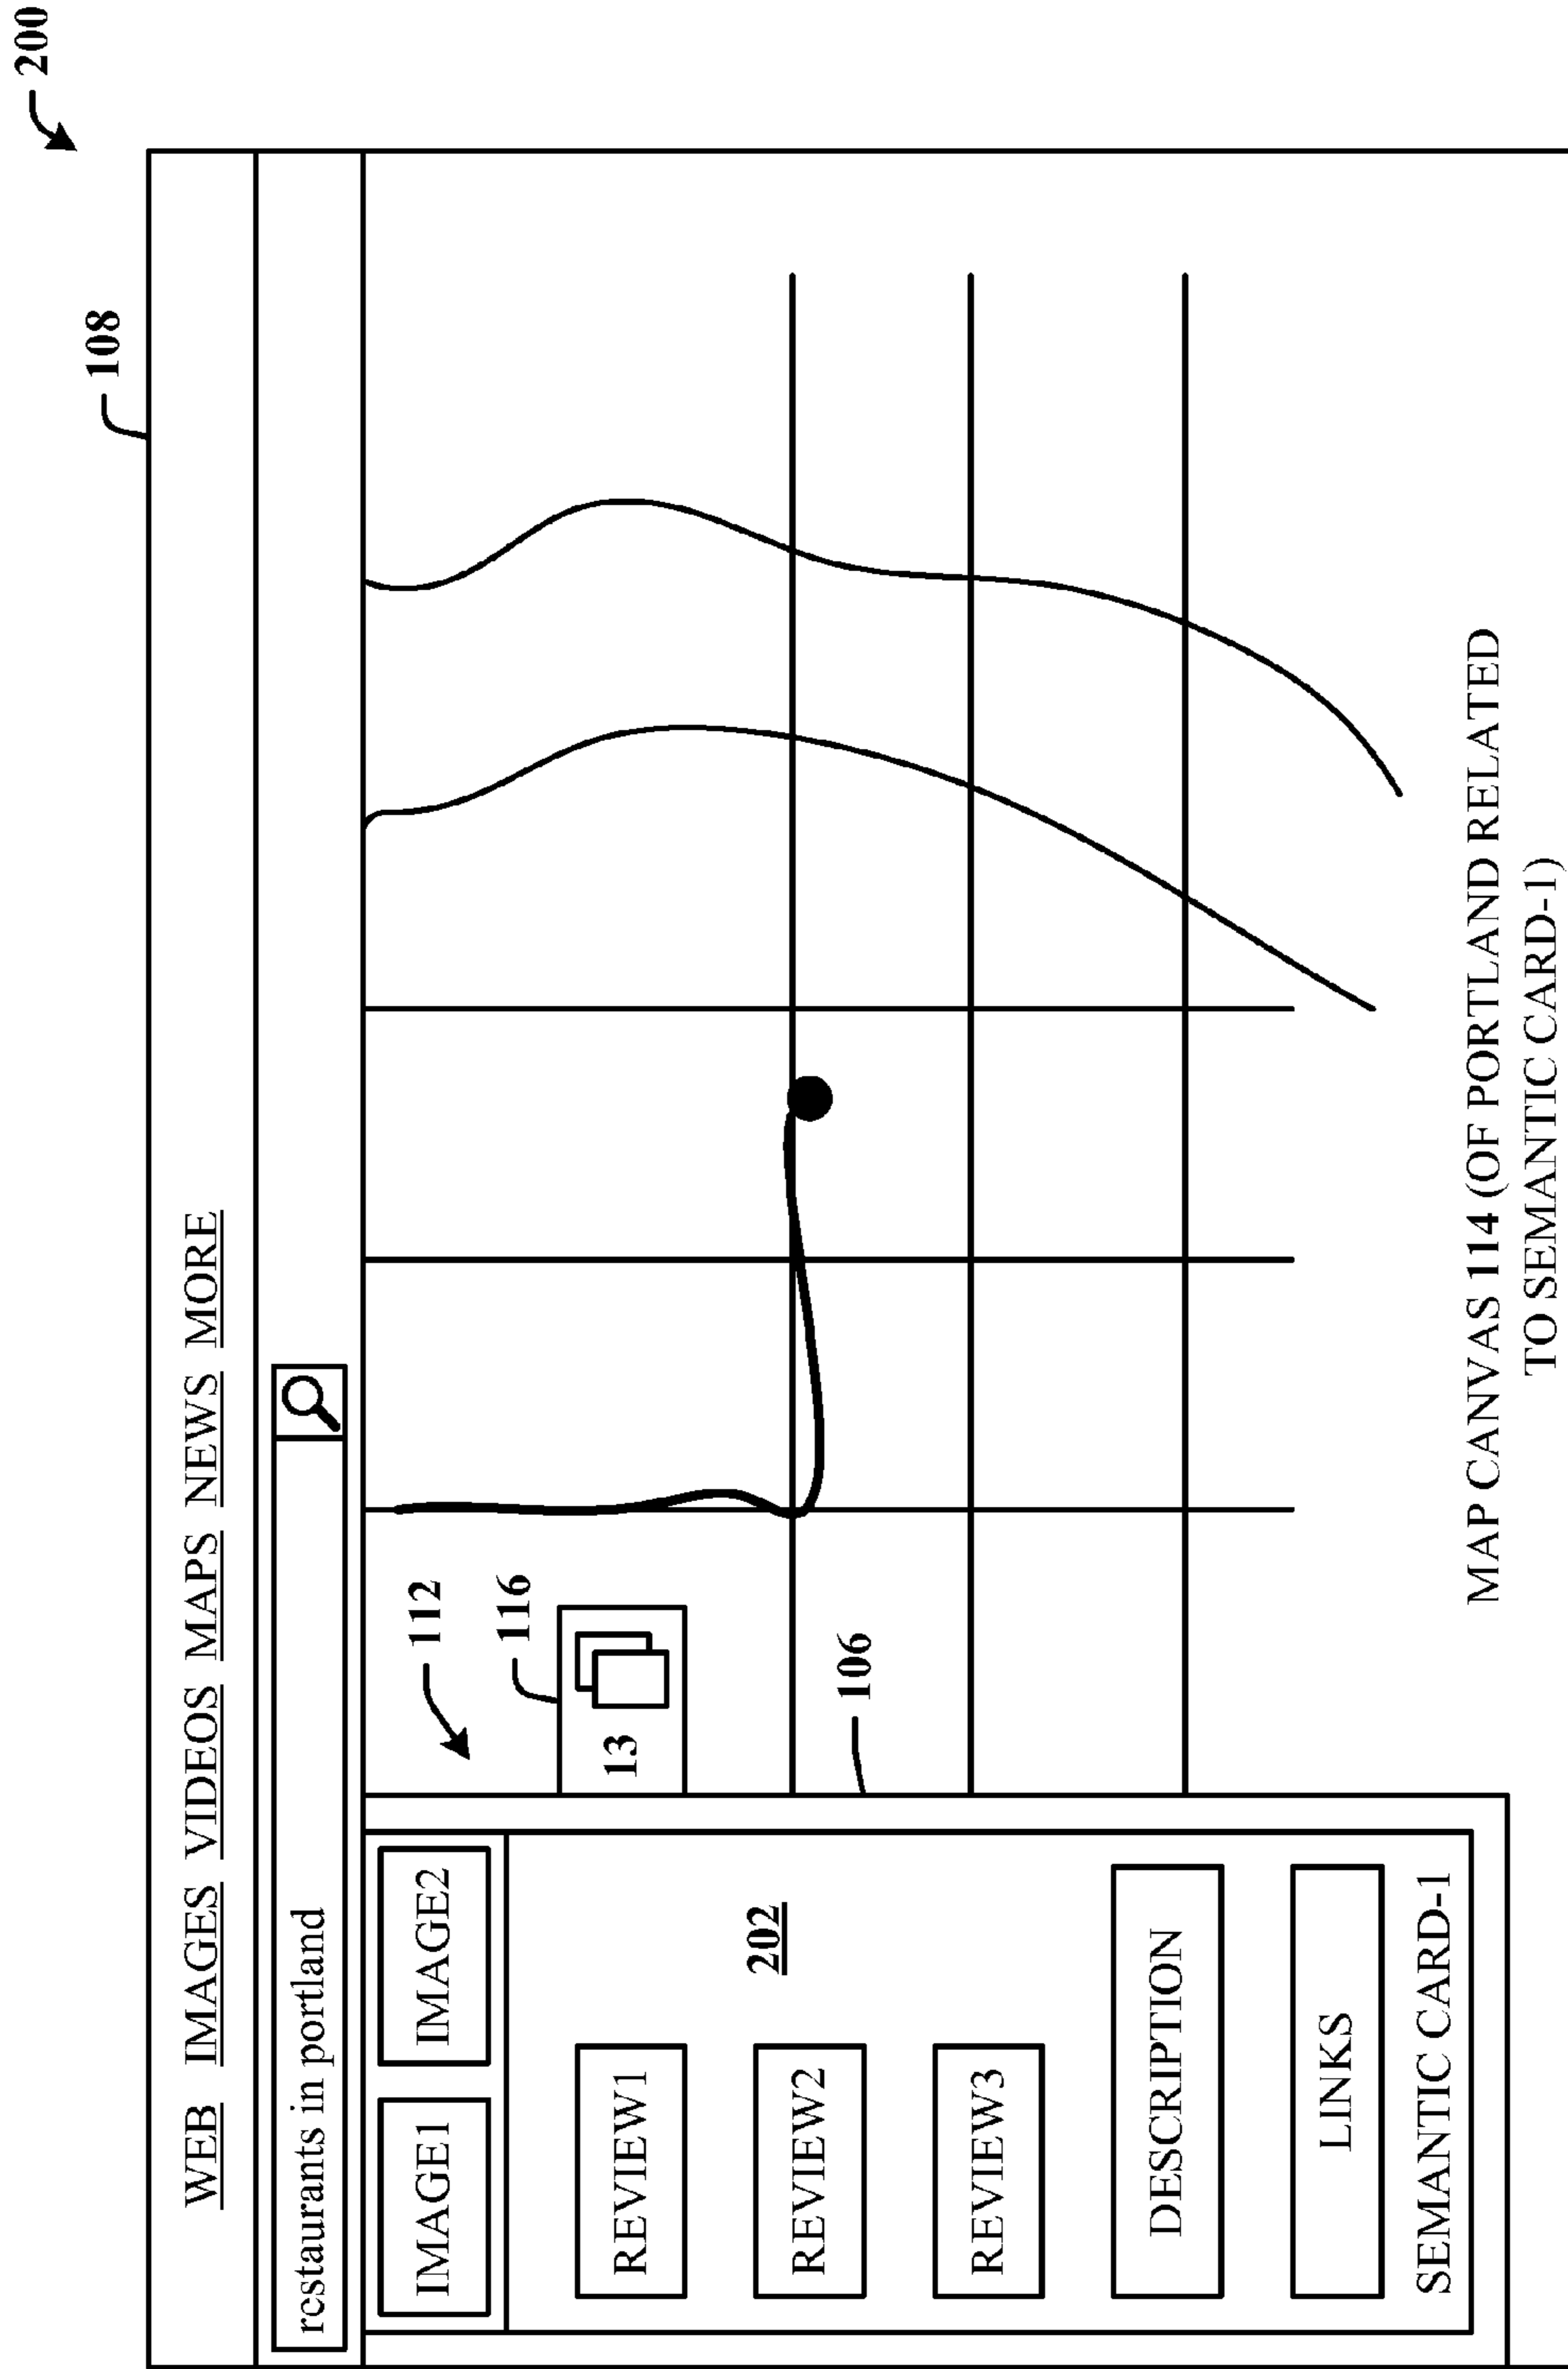 200
108
WEB IMAGES VIDEOS MAPS NEWS MORE
restaurants in portland
IMAGE1 IMAGE2
112
116
13
REVIEW1
202
REVIEW2
106
REVIEW3
DESCRIPTION
LINKS
SEMANTIC CARD-1
MAP CANVAS 114 (OF PORTLAND RELATED
TO SEMANTIC CARD-1)